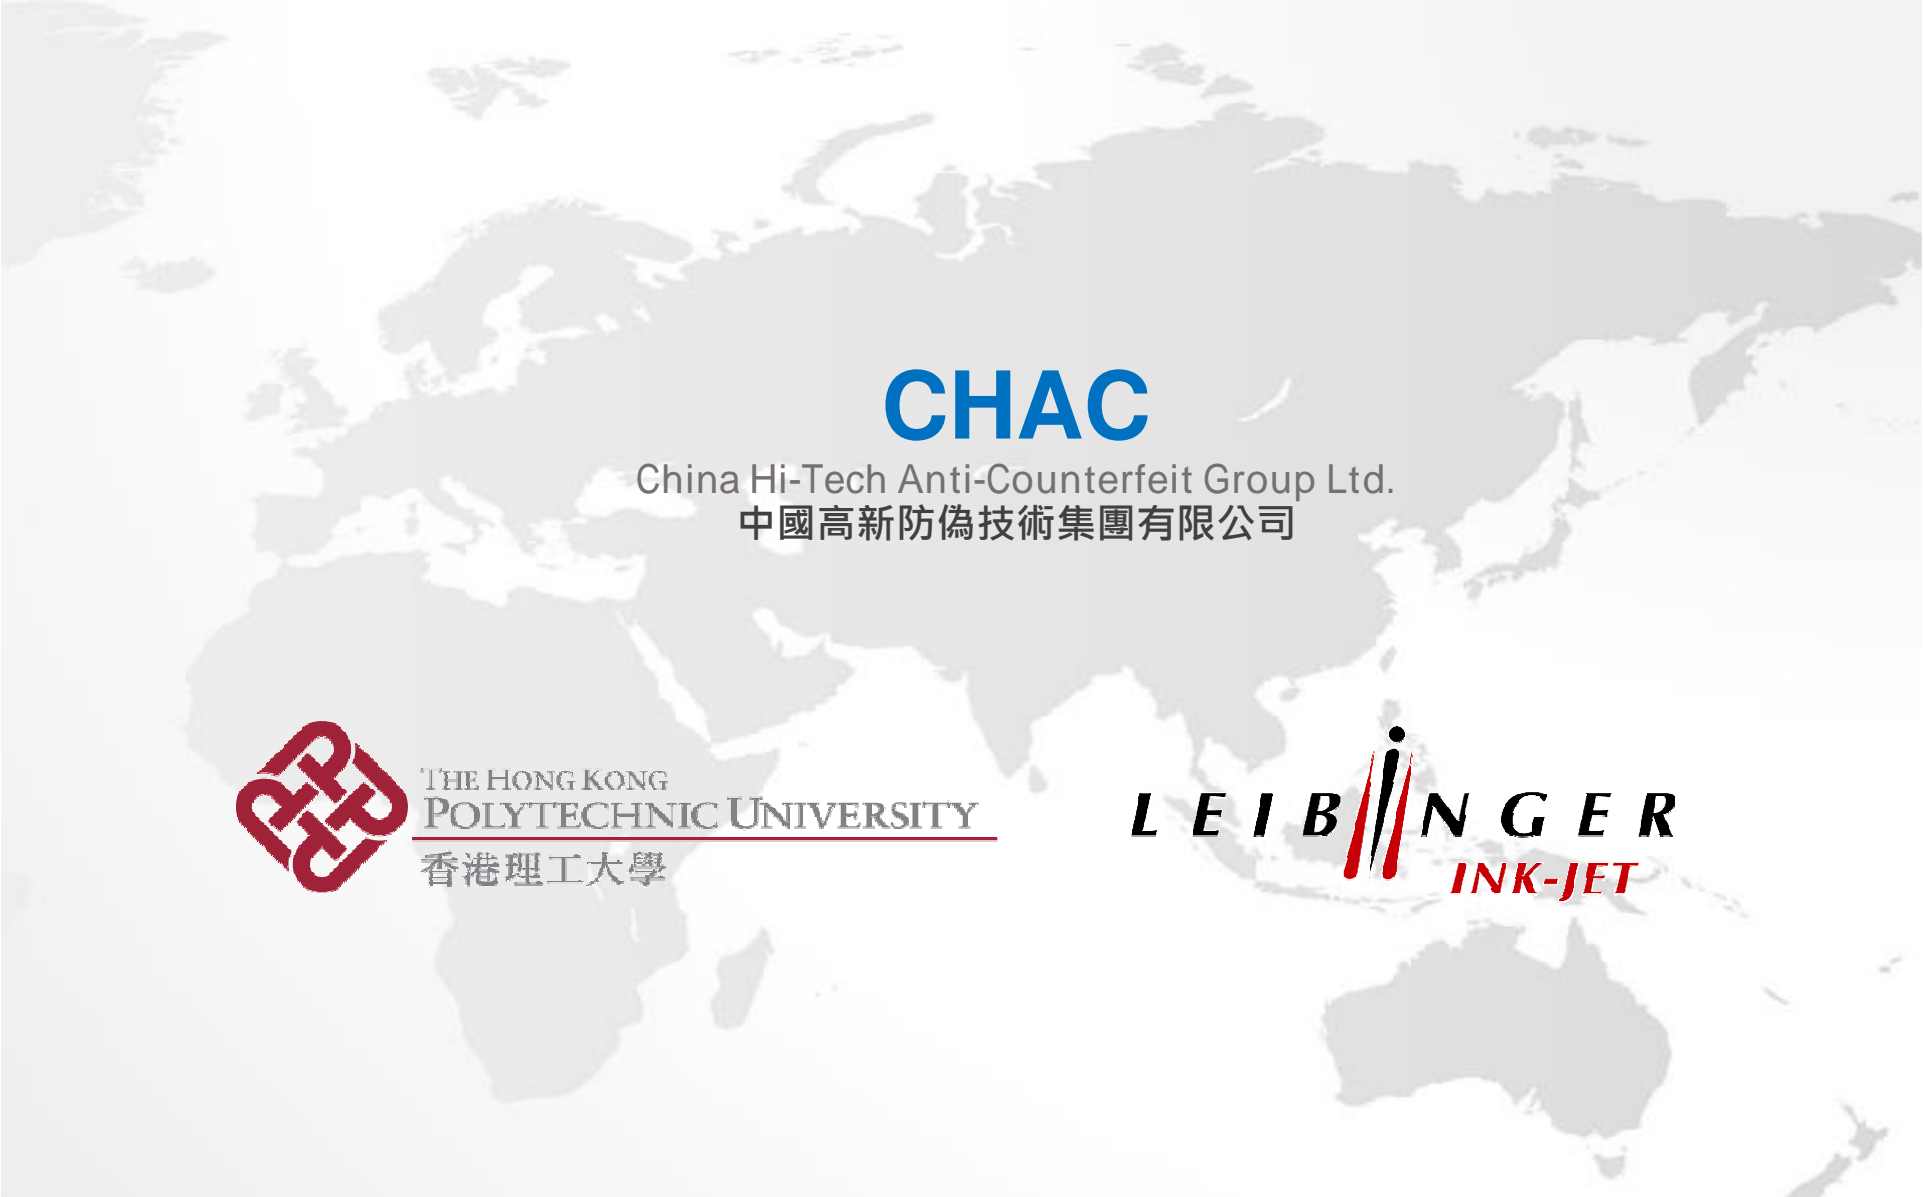 CHAC
China Hi-Tech Anti-Counterfeit Group Ltd.
中國高新防偽技術集團有限公司
THE HONG KONG
POLYTECHNIC UNIVERSITY
香港理工大學
LEIBINGER
INK-JET